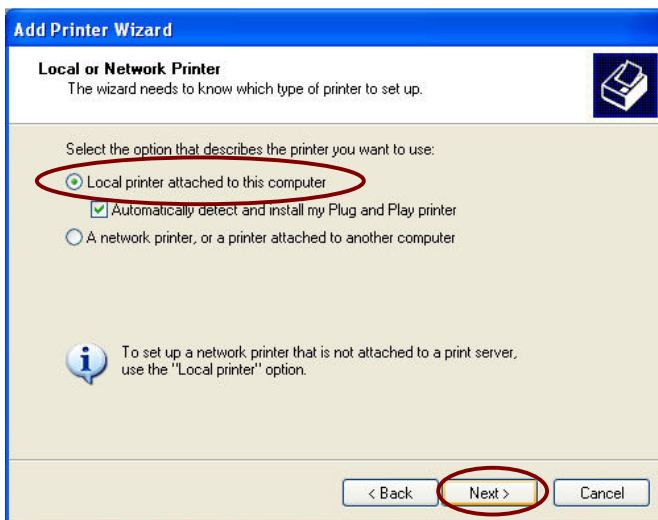 Add Printer Wizard
Local or Network Printer
The wizard needs to know which type of printer to set up.
Select the option that describes the printer you want to use:
Local printer attached to this computer
Automatically detect and install my Plug and Play printer
A network printer, or a printer attached to another computer
To set up a network printer that is not attached to a print server,
use the "Local printer" option.
< Back Next > Cancel